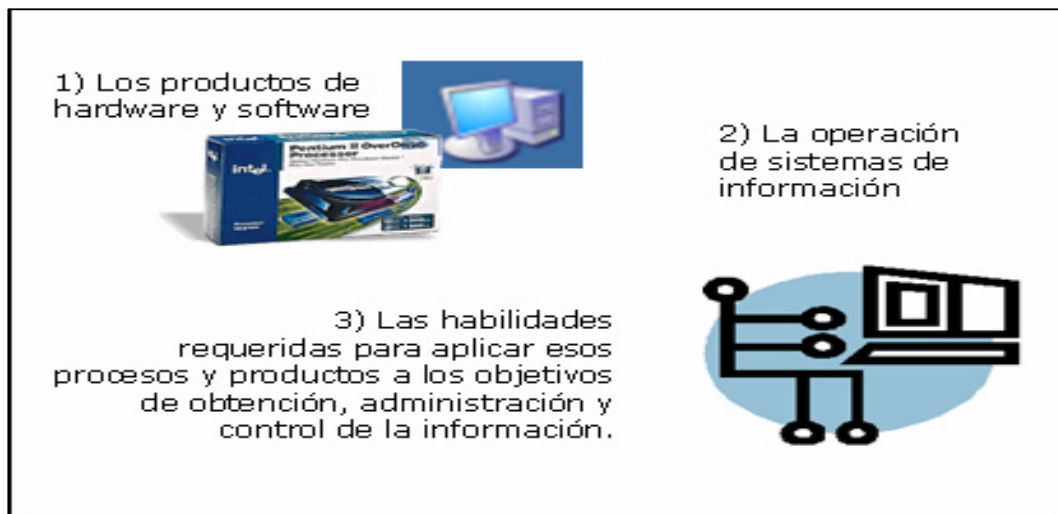 1) Los productos de
hardware y software
intel.
Pentium II OverDrive
Processor
2) La operación
de sistemas de
información
3) Las habilidades
requeridas para aplicar esos
procesos y productos a los objetivos
de obtención, administración y
control de la información.